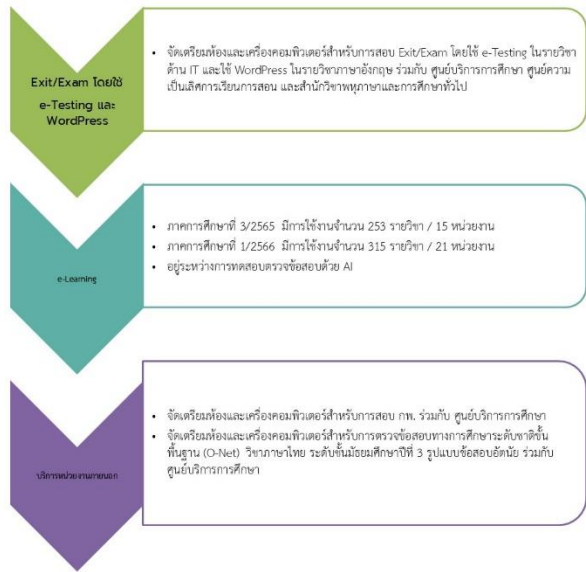 Exit/Exam โดยใช้
e-Testing และ
WordPress
• จัดเตรียมห้องและเครื่องคอมพิวเตอร์สำหรับการสอบ Exit/Exam โดยใช้ e-Testing ในรายวิชา
ด้าน IT และใช้ WordPress ในรายวิชาภาษาอังกฤษ ร่วมกับ ศูนย์บริการการศึกษา ศูนย์ความ
เป็นเลิศการเรียนการสอน และสำนักวิชาพหุภาษาและการศึกษาทั่วไป
e-Learning
• ภาคการศึกษาที่ 3/2565 มีการใช้งานจำนวน 253 รายวิชา / 15 หน่วยงาน
• ภาคการศึกษาที่ 1/2566 มีการใช้งานจำนวน 315 รายวิชา / 21 หน่วยงาน
• อยู่ระหว่างการทดสอบตรวจข้อสอบด้วย AI
บริการหน่วยงานภายนอก
• จัดเตรียมห้องและเครื่องคอมพิวเตอร์สำหรับการสอบ กพ. ร่วมกับ ศูนย์บริการการศึกษา
• จัดเตรียมห้องและเครื่องคอมพิวเตอร์สำหรับการตรวจข้อสอบทางการศึกษาระดับชาติขั้น
พื้นฐาน (O-Net) วิชาภาษาไทย ระดับชั้นมัธยมศึกษาปีที่ 3 รูปแบบข้อสอบอัตนัย ร่วมกับ
ศูนย์บริการการศึกษา